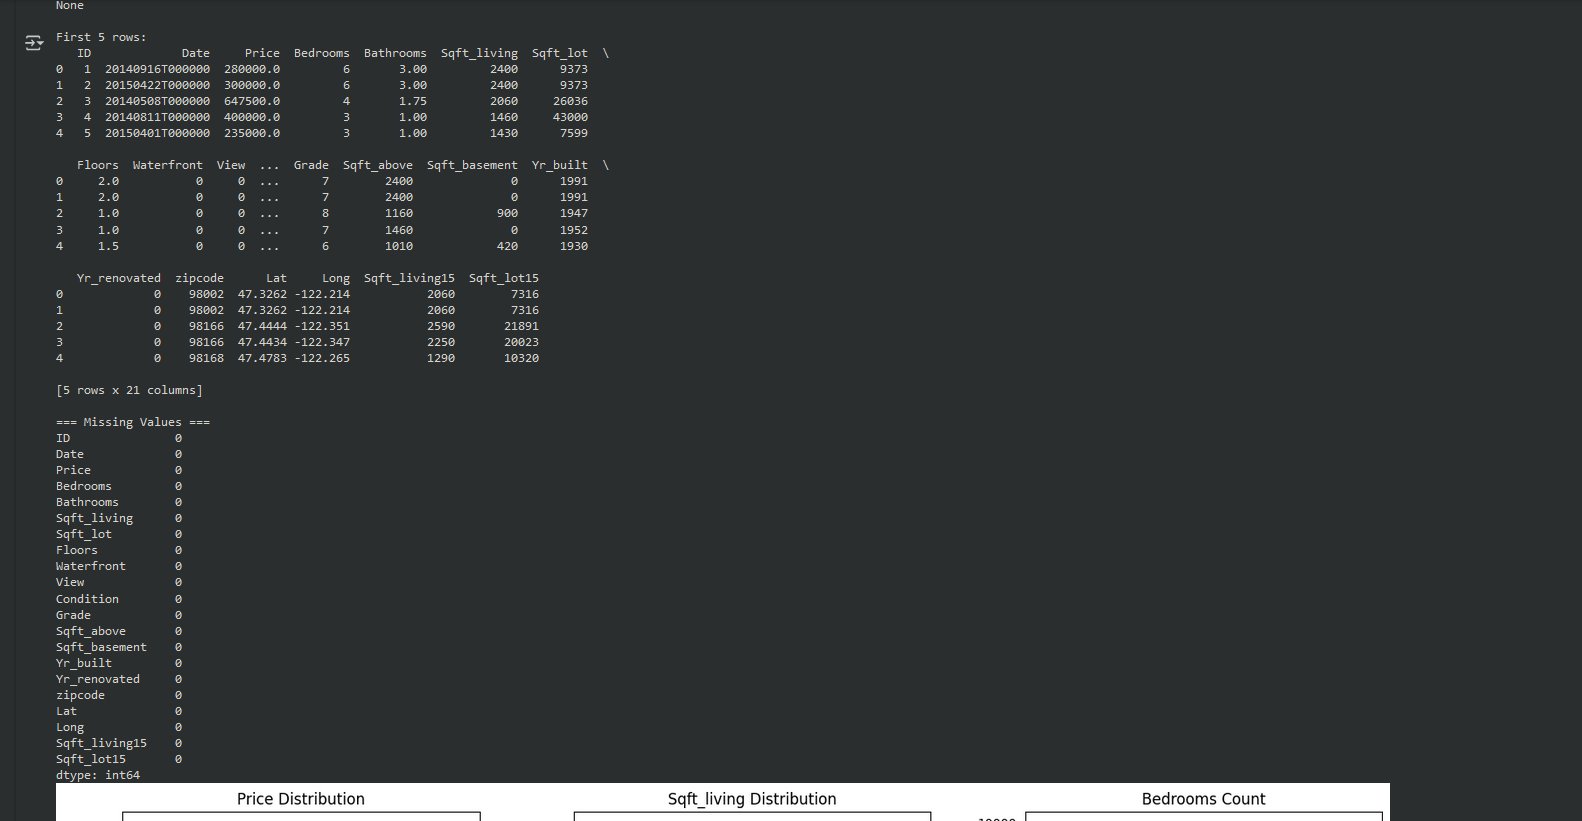 None
First 5 rows:
   ID             Date     Price  Bedrooms  Bathrooms  Sqft_living  Sqft_lot  \
0   1  20140916T000000  280000.0         6       3.00         2400      9373
1   2  20150422T000000  300000.0         6       3.00         2400      9373
2   3  20140508T000000  647500.0         4       1.75         2060     26036
3   4  20140811T000000  400000.0         3       1.00         1460     43000
4   5  20150401T000000  235000.0         3       1.00         1430      7599
   Floors  Waterfront  View  ...  Grade  Sqft_above  Sqft_basement  Yr_built  \
0     2.0           0     0  ...      7        2400              0      1991
1     2.0           0     0  ...      7        2400              0      1991
2     1.0           0     0  ...      8        1160            900      1947
3     1.0           0     0  ...      7        1460              0      1952
4     1.5           0     0  ...      6        1010            420      1930
   Yr_renovated  zipcode      Lat     Long  Sqft_living15  Sqft_lot15
0             0    98002  47.3262 -122.214           2060        7316
1             0    98002  47.3262 -122.214           2060        7316
2             0    98166  47.4444 -122.351           2590       21891
3             0    98166  47.4434 -122.347           2250       20023
4             0    98168  47.4783 -122.265           1290       10320
[5 rows x 21 columns]
=== Missing Values ===
ID               0
Date             0
Price            0
Bedrooms         0
Bathrooms        0
Sqft_living      0
Sqft_lot         0
Floors           0
Waterfront       0
View             0
Condition        0
Grade            0
Sqft_above       0
Sqft_basement    0
Yr_built         0
Yr_renovated     0
zipcode          0
Lat              0
Long             0
Sqft_living15    0
Sqft_lot15       0
dtype: int64
Price Distribution Sqft_living Distribution Bedrooms Count